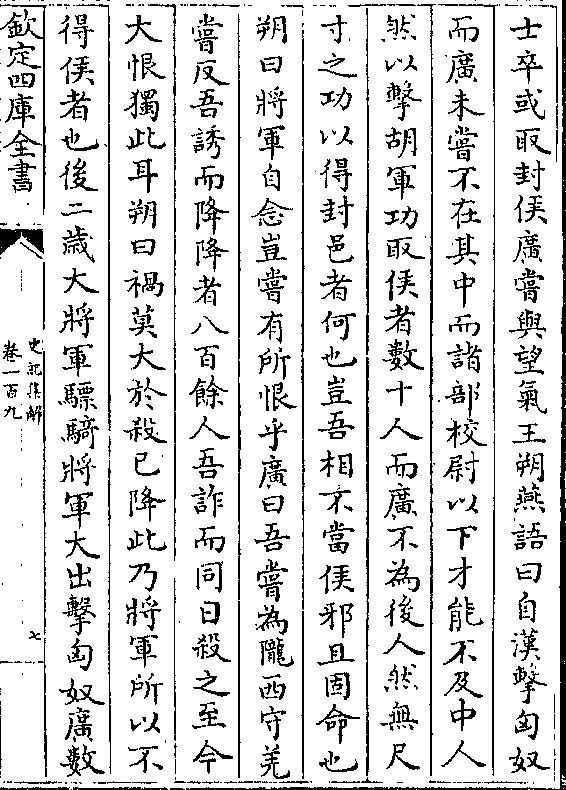 士卒或取封侯廣嘗與望氣王朔燕語曰自漢擊匈奴
而廣未嘗不在其中而諸部校尉以下才能不及中人
然以擊胡軍功取侯者數十人而廣不為後人然無尺
寸之功以得封邑者何也豈吾相不當侯邪且固命也
朔曰將軍自念豈嘗有所恨乎廣曰吾嘗為隴西守羌
嘗反吾誘而降降者八百餘人吾詐而同日殺之至今
大恨獨此耳朔曰禍莫大於殺已降此乃將軍所以不
得侯者也後二歲大將軍驃騎將軍大出擊匈奴廣數
欽定四庫全書
史記集解
卷一百九
七